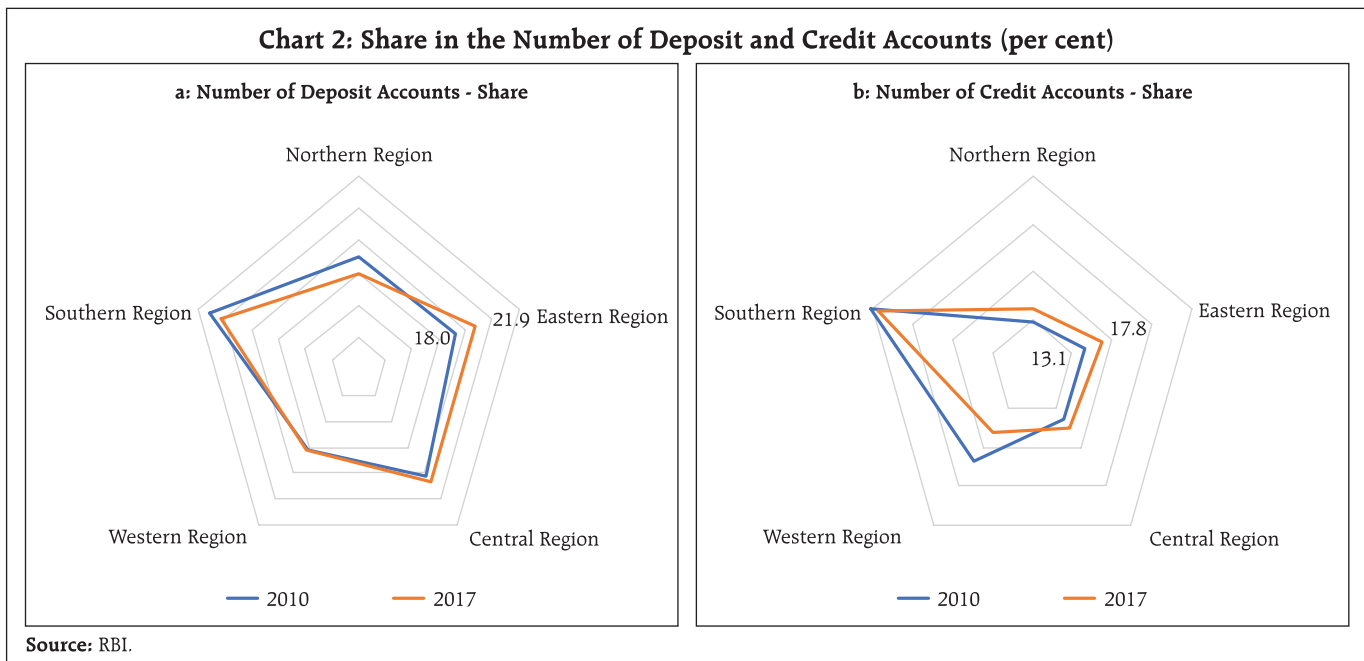 Chart 2: Share in the Number of Deposit and Credit Accounts (per cent)
a: Number of Deposit Accounts - Share
Northern Region
Southern Region
21.9 Eastern Region
18.0
Western Region
Central Region
2010 2017
b: Number of Credit Accounts - Share
Northern Region
Southern Region
Eastern Region
17.8
13.1
Western Region
Central Region
2010 2017
Source: RBI.